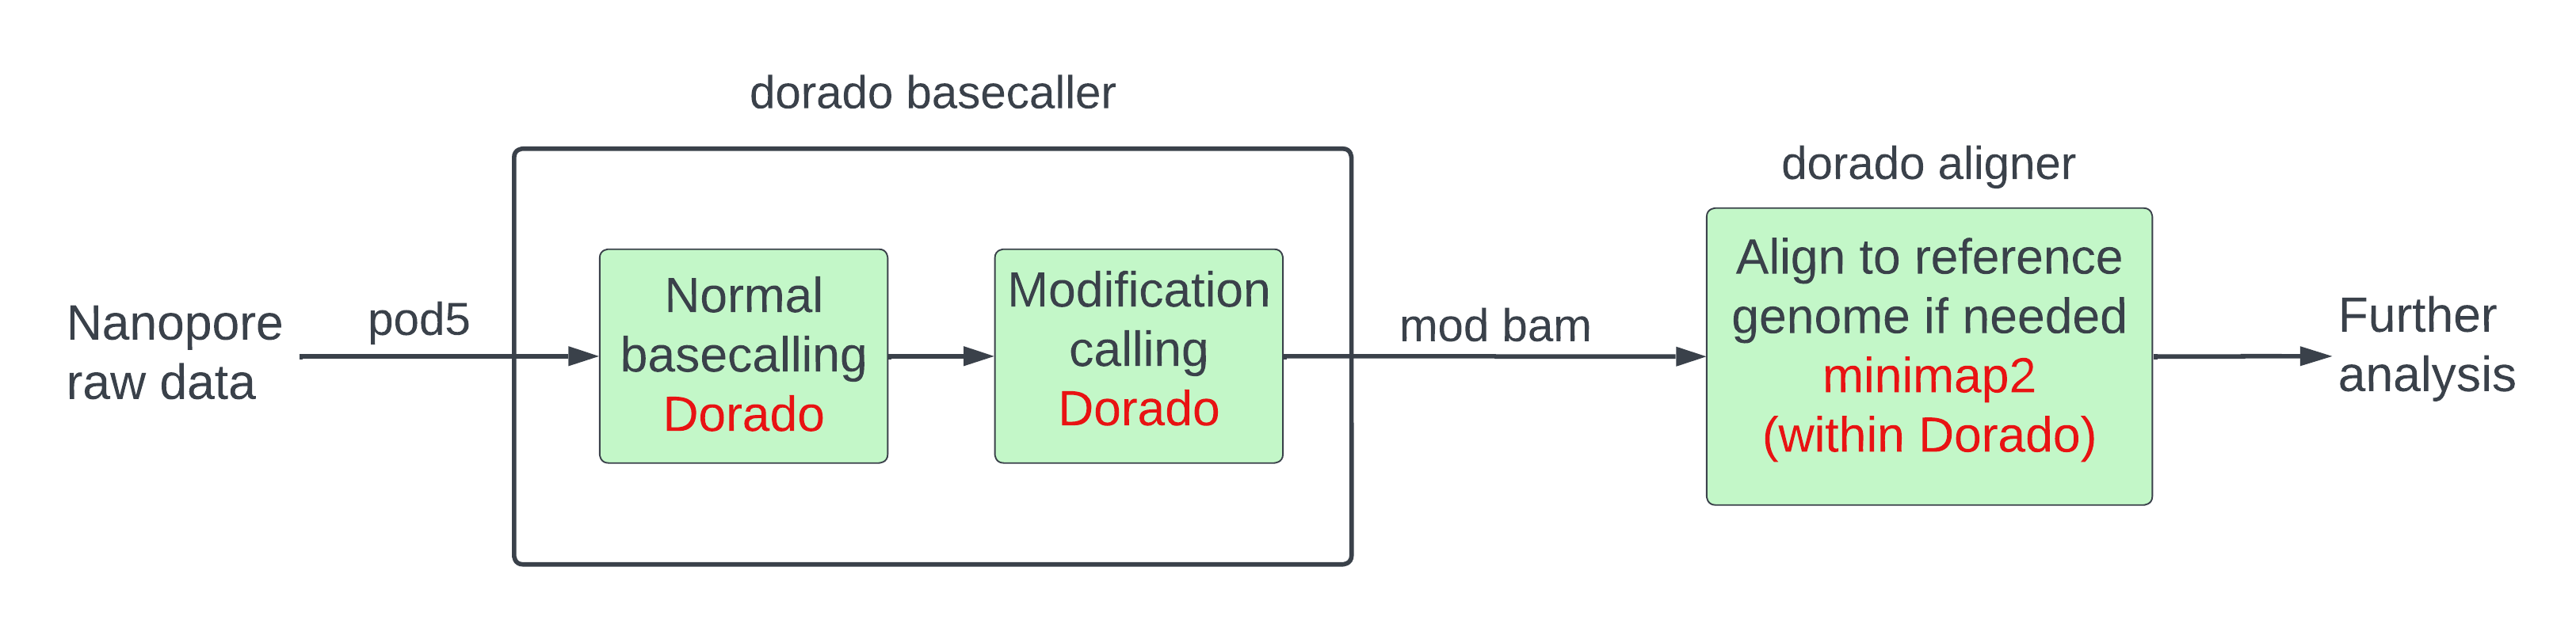 dorado basecaller
dorado aligner
Nanopore
raw data
pod5
Normal
basecalling
Dorado
Modification
calling
Dorado
mod bam
Align to reference
genome if needed
minimap2
(within Dorado)
Further
analysis